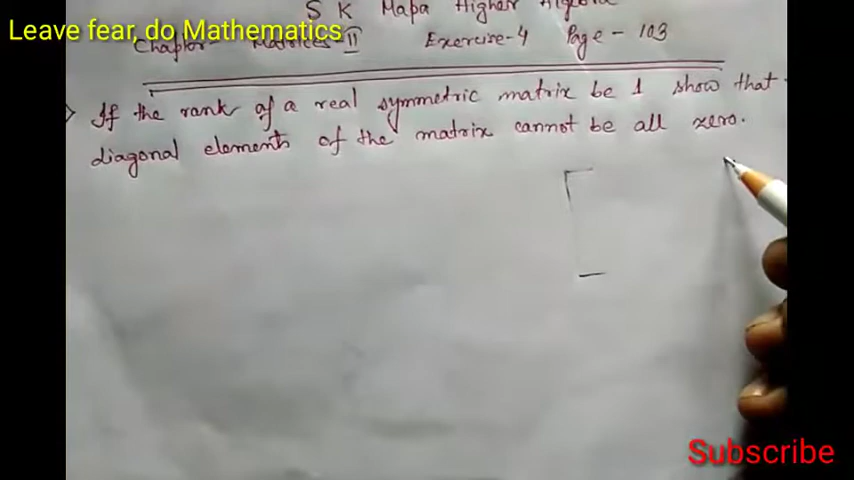 S K Mapa Higher Algebra
Leave fear, do Mathematics
Chapter- Matrices-II Exercise-4 Page - 103
If the rank of a real symmetric matrix be 1 show that
diagonal elements of the matrix cannot be all zero.
Subscribe